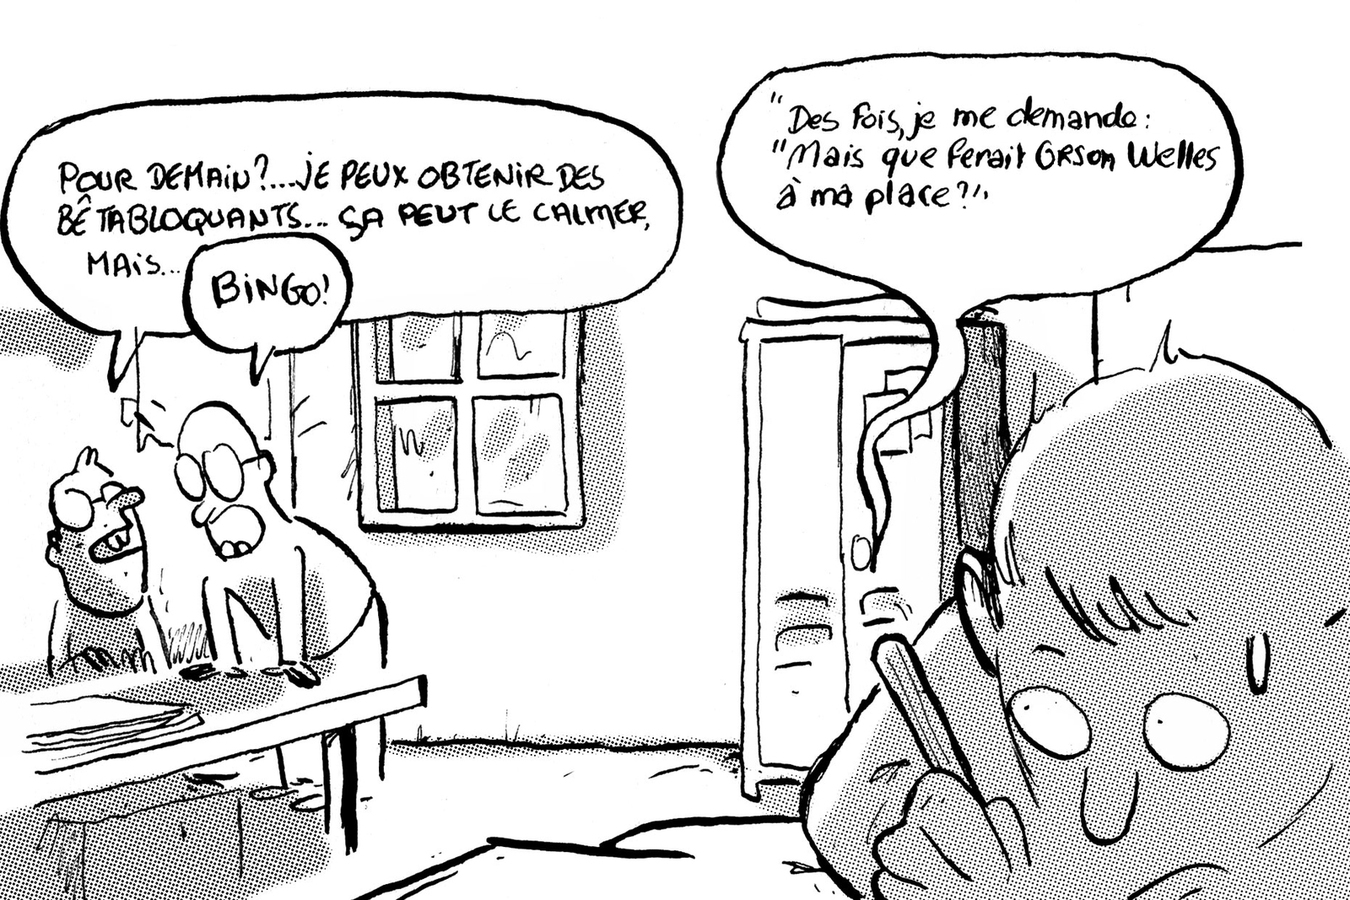 POUR DEMAIN?...JE PEUX OBTENIR DES
BÊTABLOQUANTS... ÇA PEUT LE CALMER,
MAIS...
BINGO!
"Des fois, je me demande:
"Mais que ferait Orson Welles
à ma place?",